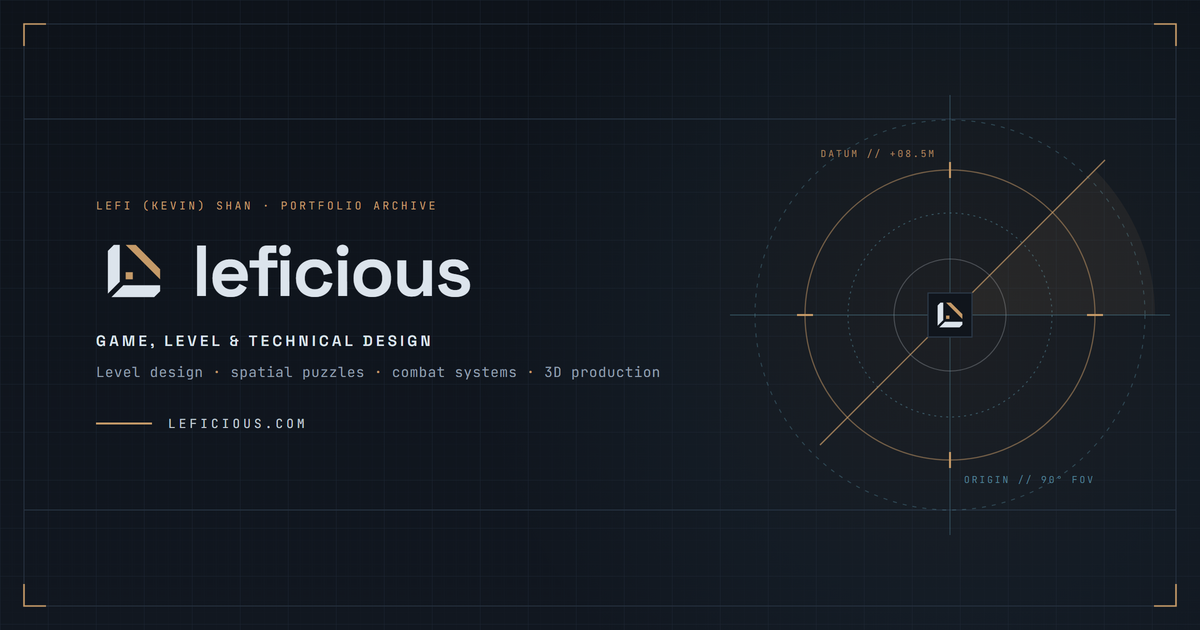 LEFI (KEVIN) SHAN · PORTFOLIO ARCHIVE
leficious
GAME, LEVEL & TECHNICAL DESIGN
Level design · spatial puzzles · combat systems · 3D production
LEFICIOUS.COM
DATUM // +08.5M
ORIGIN // 90° FOV